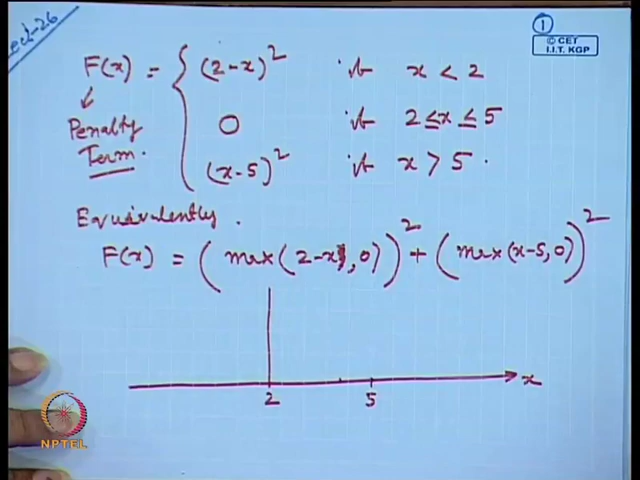 Lec-26
1
© CET
I.I.T. KGP
F(x) = { (2-x)² if x < 2
0 if 2 ≤ x ≤ 5
(x-5)² if x > 5.
Penalty
Term.
Equivalently.
F(x) = (max(2-x, 0))² + (max(x-5, 0))²
x
2 5
NPTEL